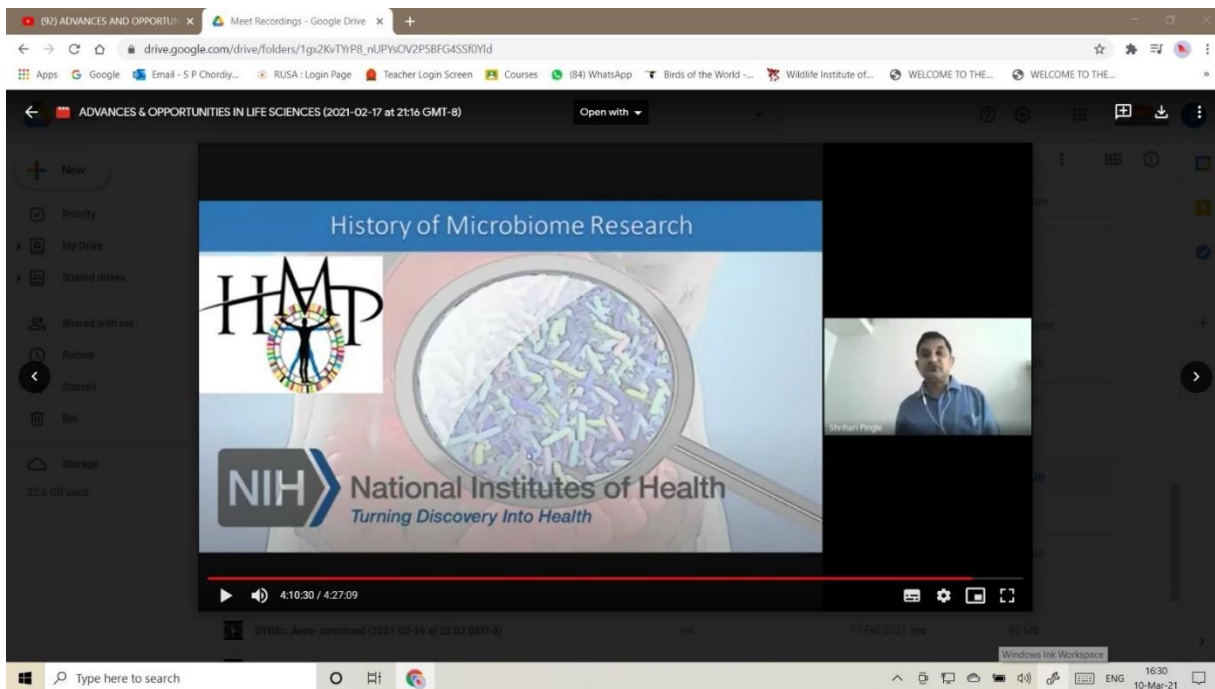 (92) ADVANCES AND OPPORTUN
Meet Recordings - Google Drive
drive.google.com/drive/folders/1gx2KvTYrP8_nUPYsOV2P5BFG4SSf0Yld
Apps Google Email - S P Chordiy... RUSA : Login Page Teacher Login Screen Courses (84) WhatsApp Birds of the World -... Wildlife Institute of... WELCOME TO THE... WELCOME TO THE...
ADVANCES & OPPORTUNITIES IN LIFE SCIENCES (2021-02-17 at 21:16 GMT-8)
Open with
New
Priority
My Drive
Shared drives
Shared with me
Recent
Starred
Bin
Storage
22.6 GB used
History of Microbiome Research
HMP
NIH
National Institutes of Health
Turning Discovery Into Health
Shrihari Pingle
4:10:30 / 4:27:09
SYBSc. Aves-continued (2021-02-16 at 22:03 GMT-8) me 17 Feb 2021 me 80 MB
Windows Ink Workspace
Type here to search
ENG
16:30
10-Mar-21